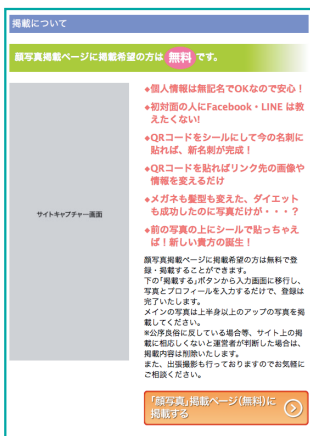 掲載について
顔写真掲載ページに掲載希望の方は 無料 です。
サイトキャプチャー画面
◆個人情報は無記名でOKなので安心！
◆初対面の人にFacebook・LINE は教
えたくない!
◆QRコードをシールにして今の名刺に
貼れば、新名刺が完成！
◆QRコードを貼ればリンク先の画像や
情報を変えるだけ
◆メガネも髪型も変えた、ダイエット
も成功したのに写真だけが・・・？
◆前の写真の上にシールで貼っちゃえ
ば！新しい貴方の誕生！
顔写真掲載ページに掲載希望の方は無料で登
録・掲載することができます。
下の「掲載する」ボタンから入力画面に移行し、
写真とプロフィールを入力するだけで、登録は
完了いたします。
メインの写真は上半身以上のアップの写真を掲
載してください。
※公序良俗に反している場合等、サイト上の掲
載に相応しくないと運営者が判断した場合は、
掲載内容は削除いたします。
また、出張撮影も行っておりますのでお気軽に
ご相談ください。
「顔写真」掲載ページ(無料)に
掲載する